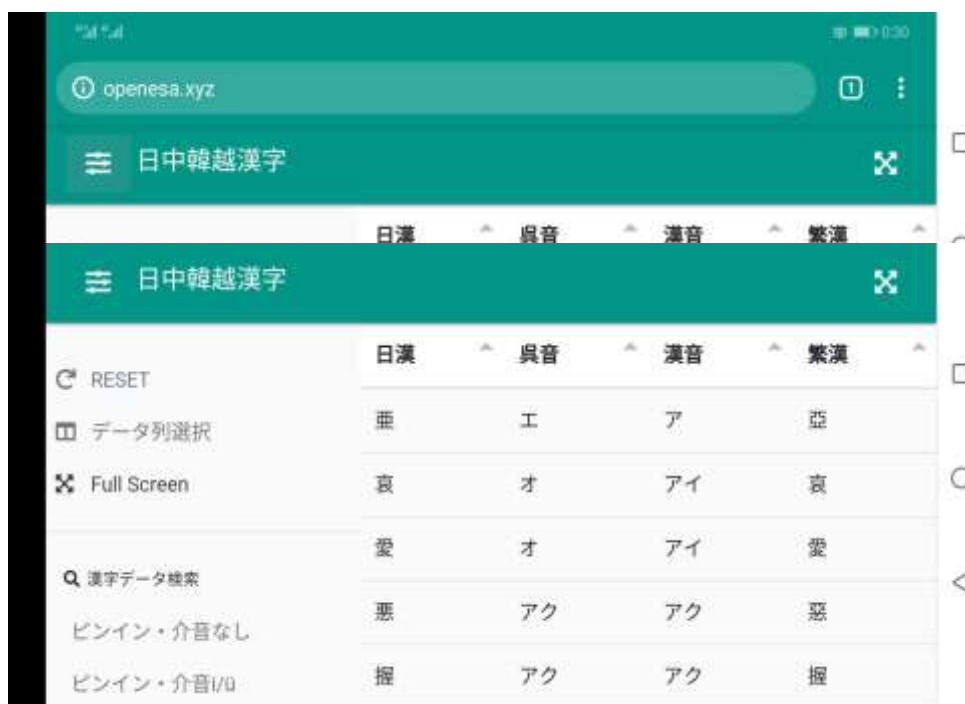 0:30
openesa.xyz
1
日中韓越漢字
日漢 呉音 漢音 繁漢
日中韓越漢字
日漢 呉音 漢音 繁漢
RESET
データ列選択
Full Screen
漢字データ検索
ピンイン・介音なし
ピンイン・介音i/ü
亜 エ ア 亞
哀 オ アイ 哀
愛 オ アイ 愛
悪 アク アク 惡
握 アク アク 握